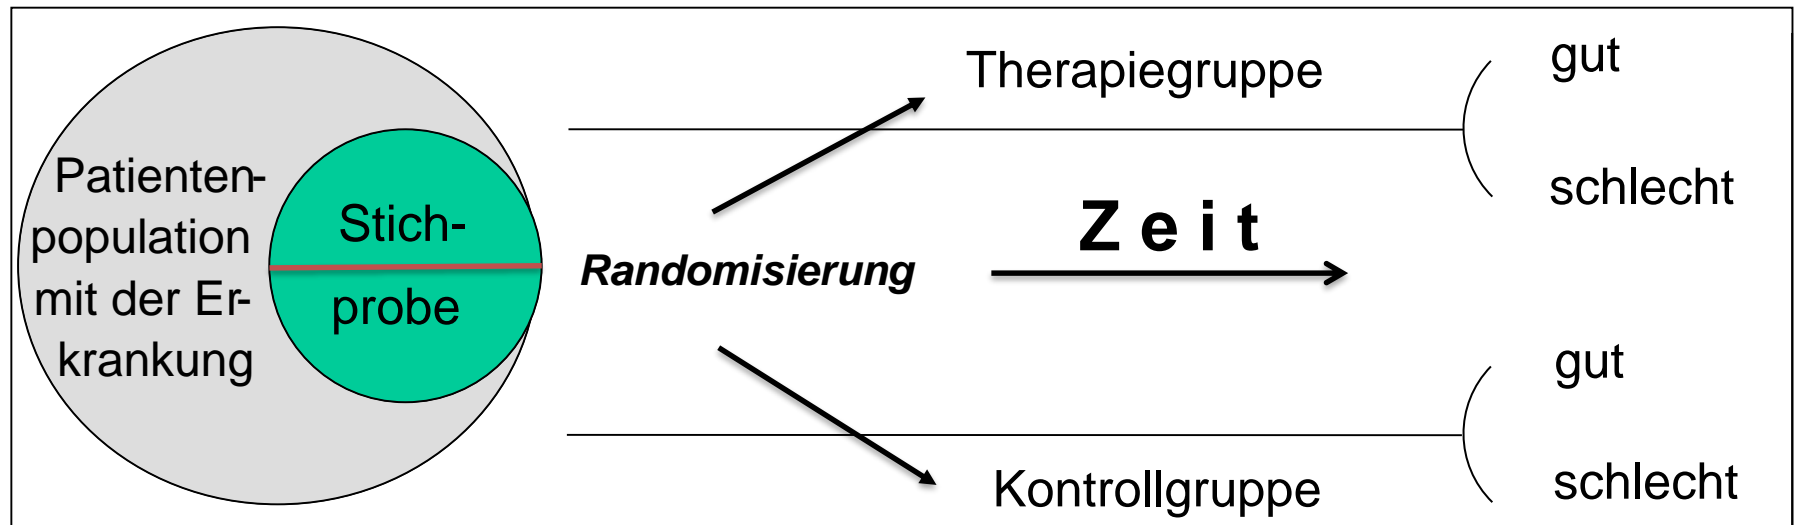 Patienten-
population
mit der Er-
krankung
Stich-
probe
Randomisierung
Therapiegruppe
gut
schlecht
Zeit
Kontrollgruppe
gut
schlecht